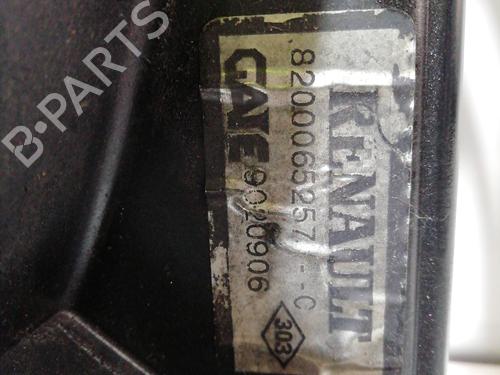 RENAULT
8200065257--C
GATE 9020906
303
B-PARTS